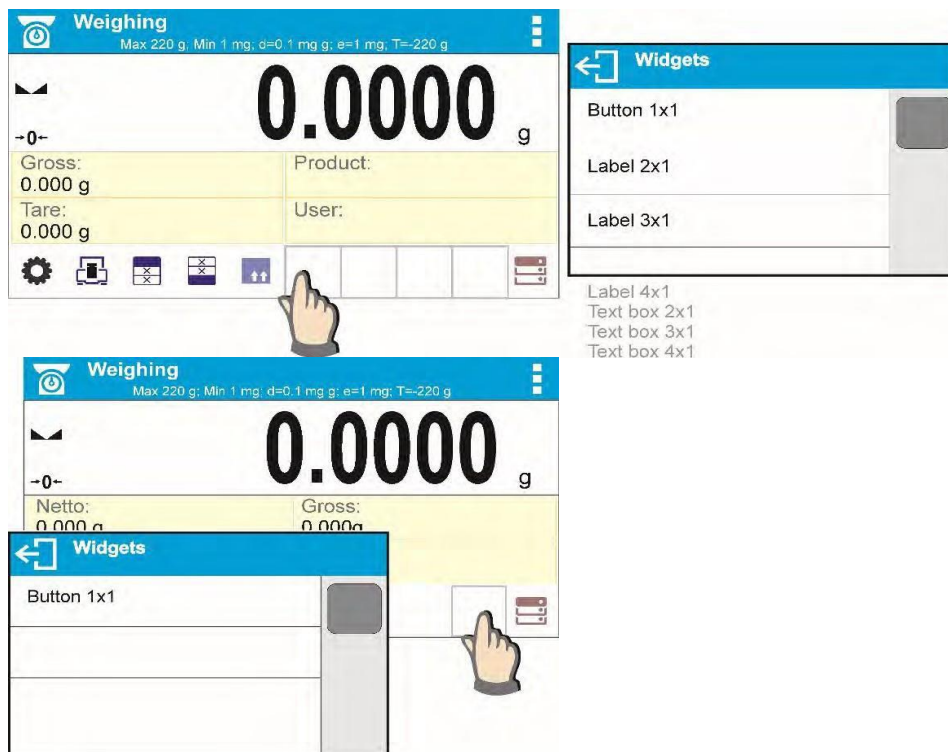 Weighing
Max 220 g; Min 1 mg; d=0.1 mg g; e=1 mg; T=-220 g
→0←
0.0000 g
Gross:
0.000 g
Product:
Tare:
0.000 g
User:
Widgets
Button 1x1
Label 2x1
Label 3x1
Label 4x1
Text box 2x1
Text box 3x1
Text box 4x1
Weighing
Max 220 g; Min 1 mg; d=0.1 mg g; e=1 mg; T=-220 g
→0←
0.0000 g
Netto:
0.000 g
Gross:
0.000g
Widgets
Button 1x1